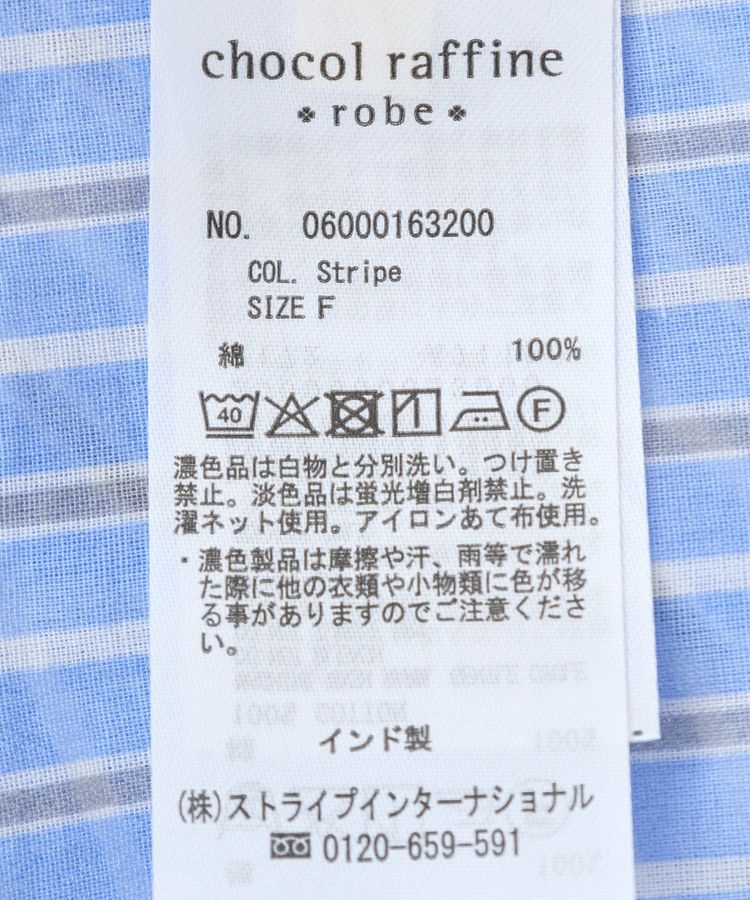 chocol raffine
robe
NO. 06000163200
COL. Stripe
SIZE F
綿 100%
40 F
濃色品は白物と分別洗い。つけ置き
禁止。淡色品は蛍光増白剤禁止。洗
濯ネット使用。アイロンあて布使用。
・濃色製品は摩擦や汗、雨等で濡れ
た際に他の衣類や小物類に色が移
る事がありますのでご注意くださ
い。
インド製
(株)ストライプインターナショナル
0120-659-591